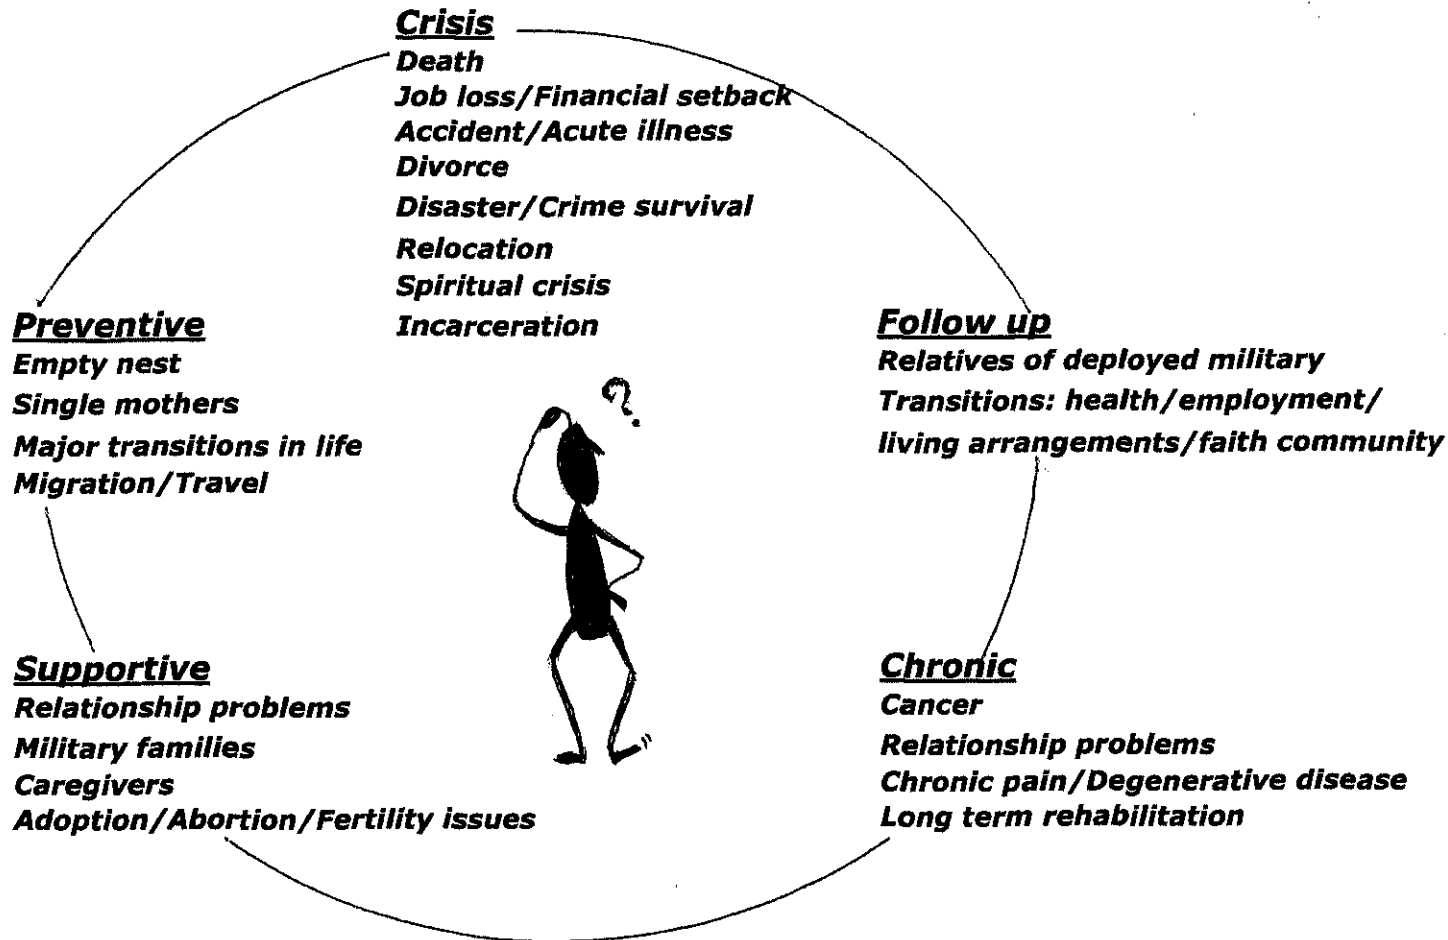 Crisis
Death
Job loss/Financial setback
Accident/Acute illness
Divorce
Disaster/Crime survival
Relocation
Spiritual crisis
Incarceration
Preventive
Empty nest
Single mothers
Major transitions in life
Migration/Travel
Follow up
Relatives of deployed military
Transitions: health/employment/
living arrangements/faith community
?
Supportive
Relationship problems
Military families
Caregivers
Adoption/Abortion/Fertility issues
Chronic
Cancer
Relationship problems
Chronic pain/Degenerative disease
Long term rehabilitation